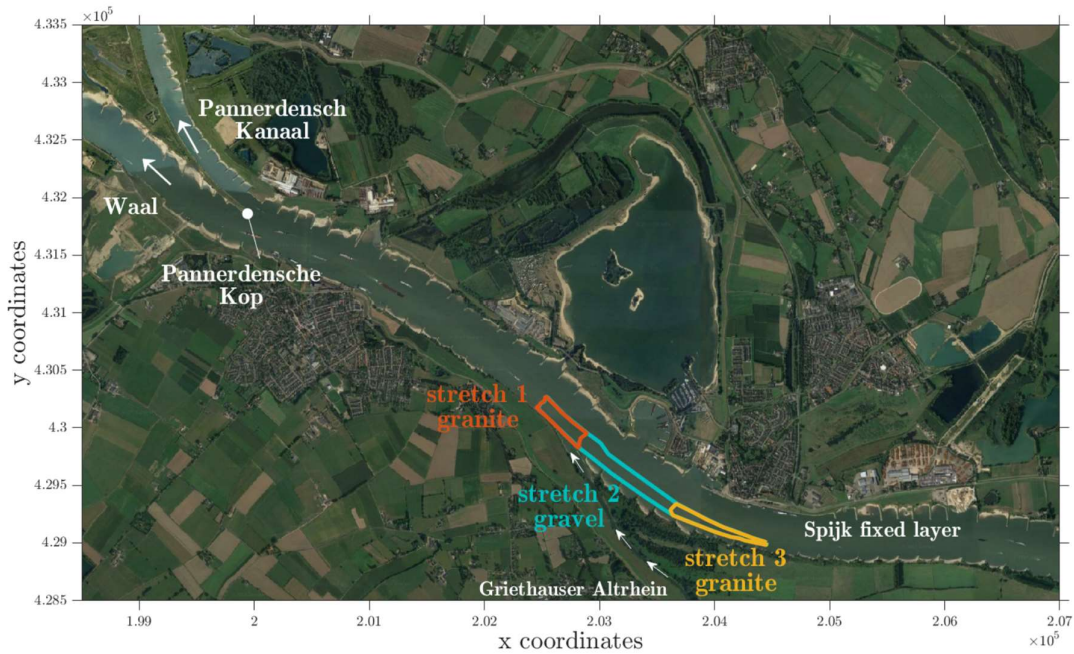 ×10⁵
4.335
4.33
4.325
4.32
4.315
4.31
4.305
4.3
4.295
4.29
4.285
y coordinates
Pannerdensch
Kanaal
Waal
Pannerdensche
Kop
stretch 1
granite
stretch 2
gravel
stretch 3
granite
Spijk fixed layer
Griethauser Altrhein
1.99
2
2.01
2.02
2.03
2.04
2.05
2.06
2.07
x coordinates
×10⁵